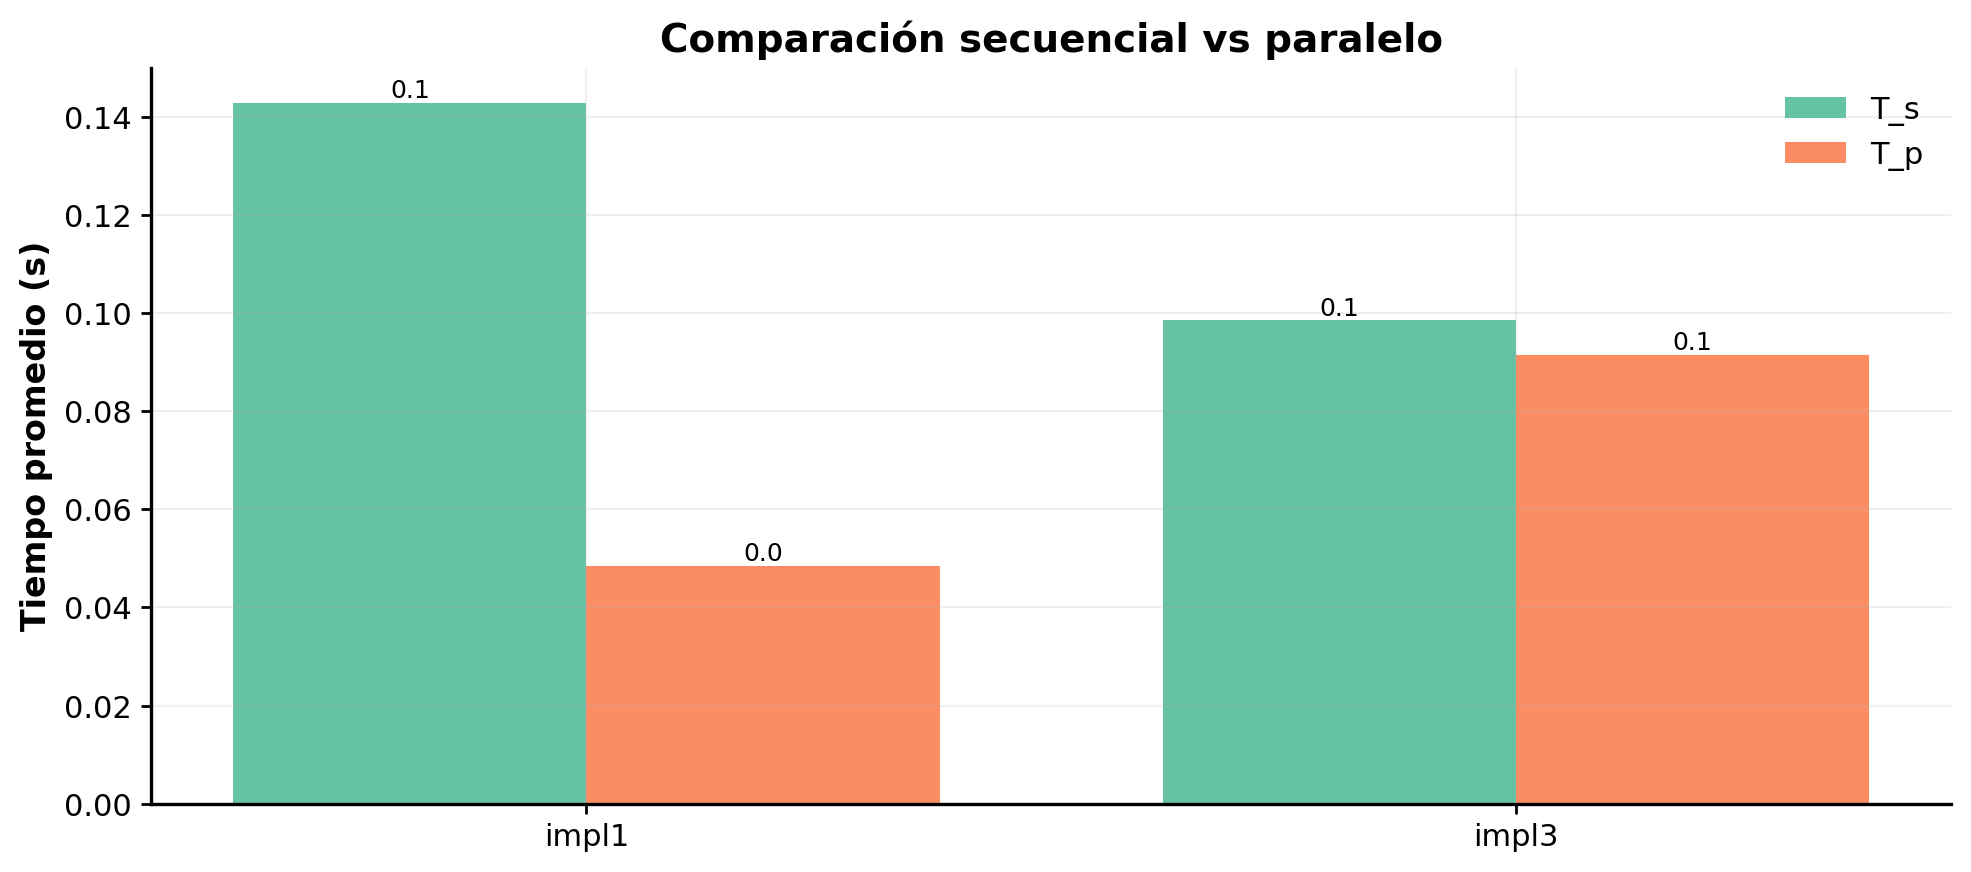 Comparación secuencial vs paralelo
Tiempo promedio (s)
0.14
0.12
0.10
0.08
0.06
0.04
0.02
0.00
0.1
0.0
0.1
0.1
T_s
T_p
impl1
impl3